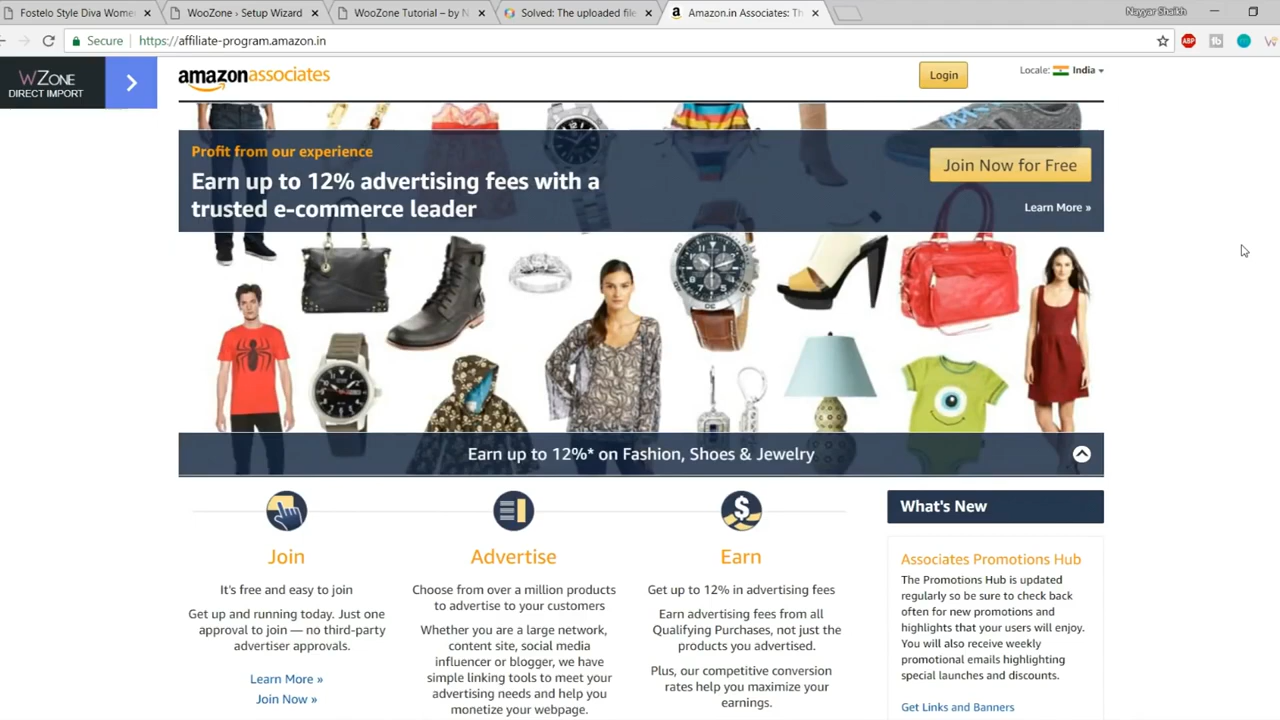 Fostelo Style Diva Wome
WooZone › Setup Wizard
WooZone Tutorial – by N
Solved: The uploaded file
Amazon.in Associates: Th
Nayyar Shaikh
Secure
https://affiliate-program.amazon.in
ABP
WZONE
DIRECT IMPORT
amazonassociates
Login
Locale:
India
Profit from our experience
Earn up to 12% advertising fees with a
trusted e-commerce leader
Join Now for Free
Learn More »
Earn up to 12%* on Fashion, Shoes & Jewelry
Join
It's free and easy to join
Get up and running today. Just one
approval to join — no third-party
advertiser approvals.
Learn More »
Join Now »
Advertise
Choose from over a million products
to advertise to your customers
Whether you are a large network,
content site, social media
influencer or blogger, we have
simple linking tools to meet your
advertising needs and help you
monetize your webpage.
Earn
Get up to 12% in advertising fees
Earn advertising fees from all
Qualifying Purchases, not just the
products you advertised.
Plus, our competitive conversion
rates help you maximize your
earnings.
What's New
Associates Promotions Hub
The Promotions Hub is updated
regularly so be sure to check back
often for new promotions and
highlights that your users will enjoy.
You will also receive weekly
promotional emails highlighting
special launches and discounts.
Get Links and Banners